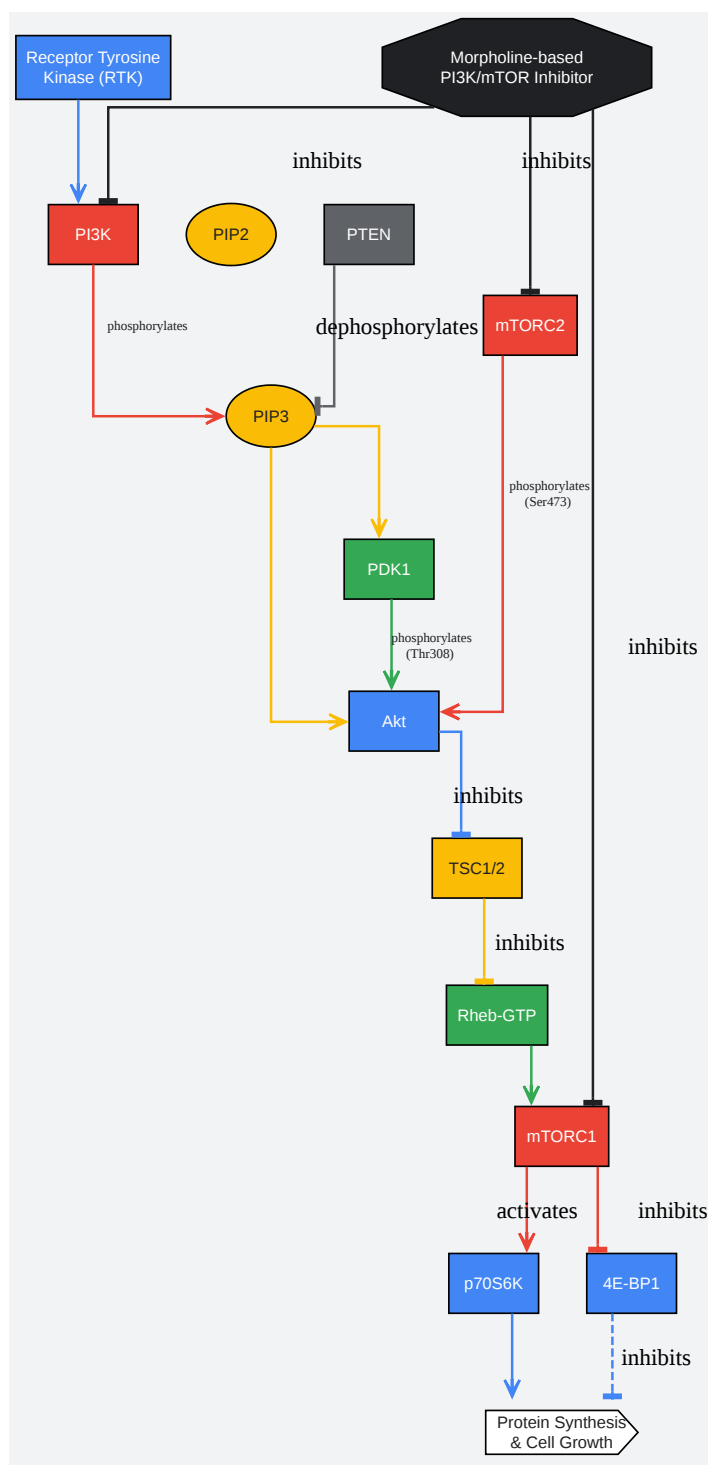 Receptor Tyrosine
Kinase (RTK)
Morpholine-based
PI3K/mTOR Inhibitor
inhibits
inhibits
PI3K
PIP2
PTEN
phosphorylates
dephosphorylates
mTORC2
PIP3
phosphorylates
(Ser473)
PDK1
phosphorylates
(Thr308)
inhibits
Akt
inhibits
TSC1/2
inhibits
Rheb-GTP
mTORC1
activates
inhibits
p70S6K
4E-BP1
inhibits
Protein Synthesis
& Cell Growth